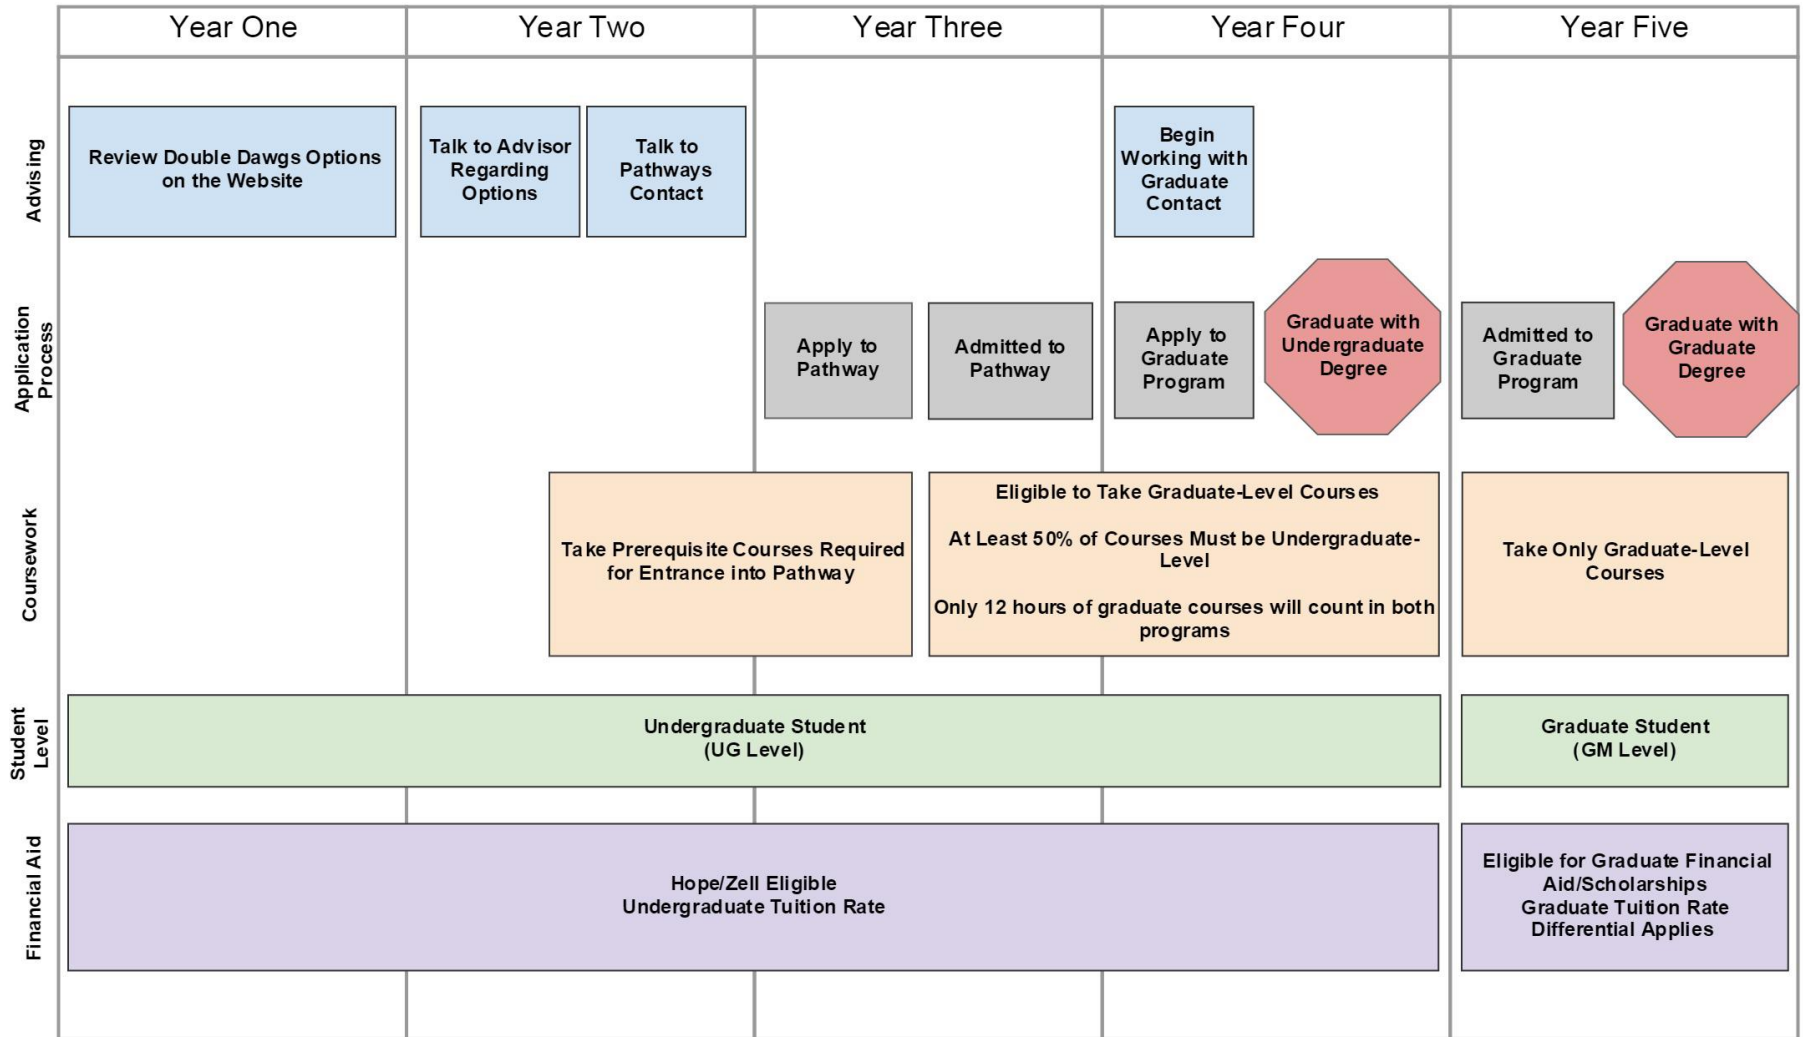 Year One
Year Two
Year Three
Year Four
Year Five
Advising
Review Double Dawgs Options
on the Website
Talk to Advisor
Regarding
Options
Talk to
Pathways
Contact
Begin
Working with
Graduate
Contact
Application
Process
Apply to
Pathway
Admitted to
Pathway
Apply to
Graduate
Program
Graduate with
Undergraduate
Degree
Admitted to
Graduate
Program
Graduate with
Graduate
Degree
Coursework
Take Prerequisite Courses Required
for Entrance into Pathway
Eligible to Take Graduate-Level Courses
At Least 50% of Courses Must be Undergraduate-
Level
Only 12 hours of graduate courses will count in both
programs
Take Only Graduate-Level
Courses
Student
Level
Undergraduate Student
(UG Level)
Graduate Student
(GM Level)
Financial Aid
Hope/Zell Eligible
Undergraduate Tuition Rate
Eligible for Graduate Financial
Aid/Scholarships
Graduate Tuition Rate
Differential Applies